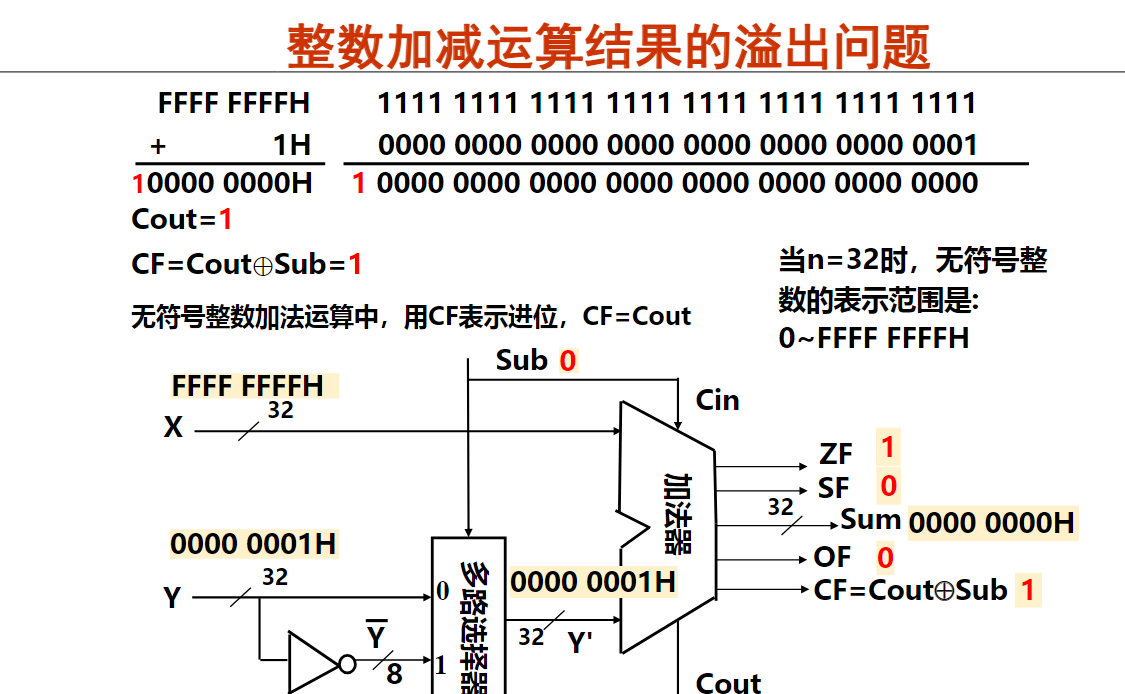 整数加减运算结果的溢出问题
FFFF FFFFH 1111 1111 1111 1111 1111 1111 1111 1111
+ 1H 0000 0000 0000 0000 0000 0000 0000 0001
10000 0000H 1 0000 0000 0000 0000 0000 0000 0000 0000
Cout=1
CF=Cout⊕Sub=1
当n=32时，无符号整
数的表示范围是:
0~FFFF FFFFH
无符号整数加法运算中，用CF表示进位，CF=Cout
Sub 0
FFFF FFFFH
32
Cin
X
ZF 1
SF 0
加法器
32
Sum 0000 0000H
0000 0001H
OF 0
32
0000 0001H
CF=Cout⊕Sub 1
Y
0
多路选择器
32
Y'
Y̅
8
1
Cout